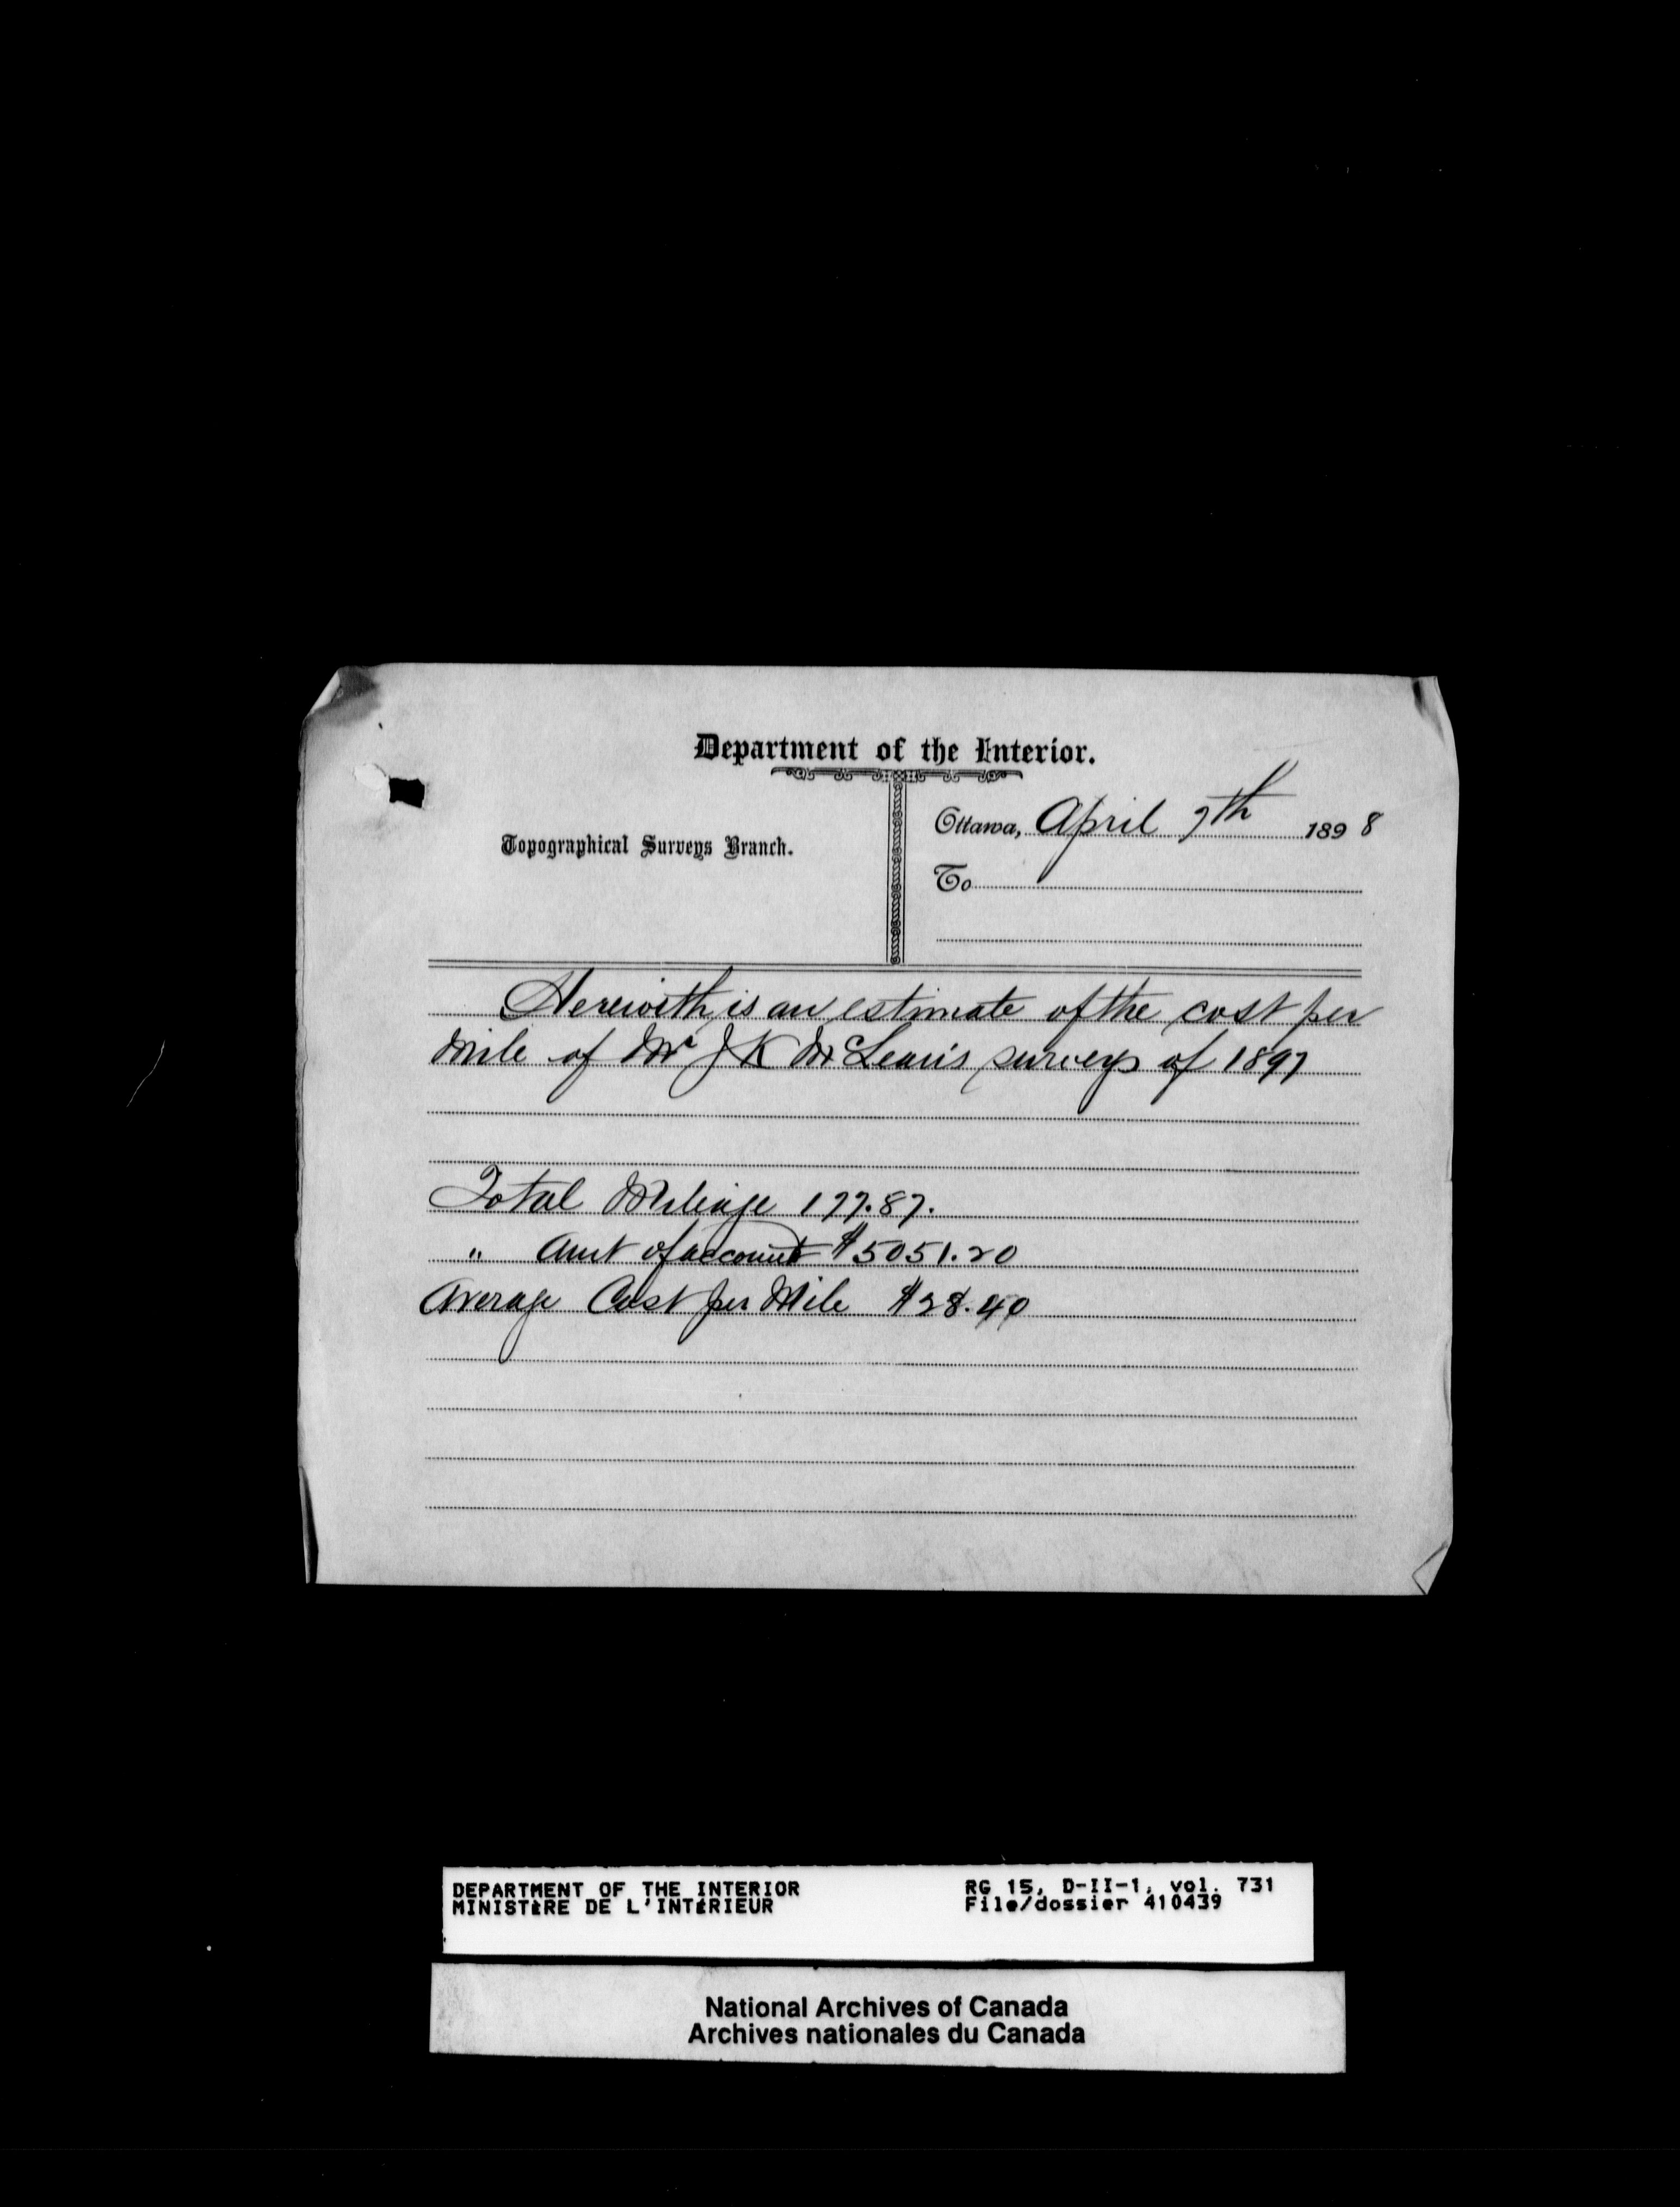 Department of the Interior.
Topographical Surveys Branch.
Ottawa, April 7th 1898
To
Herewith is an estimate of the cost per
Mile of Mr J K McLean's surveys of 1897
Total Mileage 177.87.
" Amt of account $5051.20
Average Cost per Mile $28.40
DEPARTMENT OF THE INTERIOR
MINISTÈRE DE L'INTÉRIEUR
RG 15, D-II-1, vol. 731
File/dossier 410439
National Archives of Canada
Archives nationales du Canada